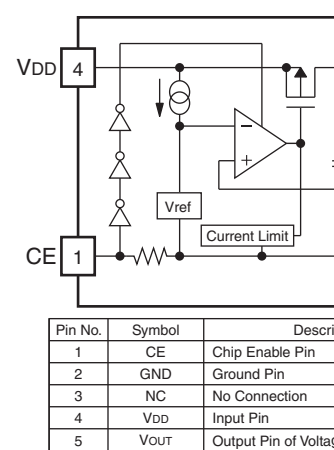 VDD 4
−
+
Vref
Current Limit
CE 1
Pin No. Symbol
1 CE Chip Enable Pin
2 GND Ground Pin
3 NC No Connection
4 VDD Input Pin
5 VOUT Output Pin of